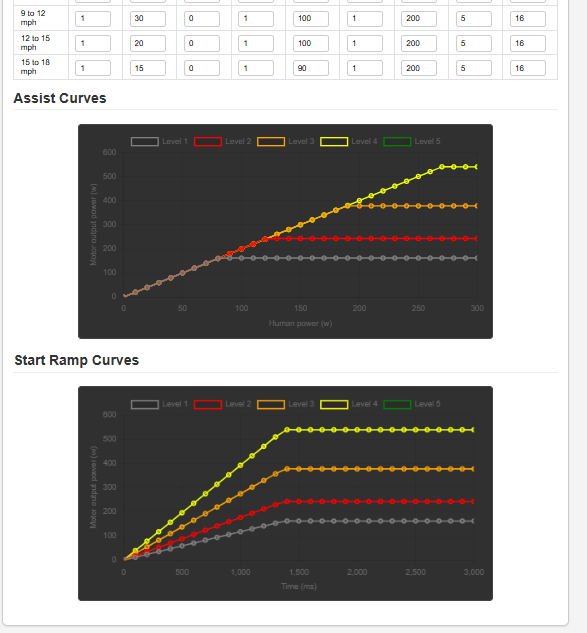 9 to 12 mph 1 30 0 1 100 1 200 5 16
12 to 15 mph 1 20 0 1 100 1 200 5 16
15 to 18 mph 1 15 0 1 90 1 200 5 16
Assist Curves
Level 1 Level 2 Level 3 Level 4 Level 5
600
500
400
300
200
100
0
Motor output power (w)
0 50 100 150 200 250 300
Human power (w)
Start Ramp Curves
Level 1 Level 2 Level 3 Level 4 Level 5
600
500
400
300
200
100
0
Motor output power (w)
0 500 1,000 1,500 2,000 2,500 3,000
Time (ms)